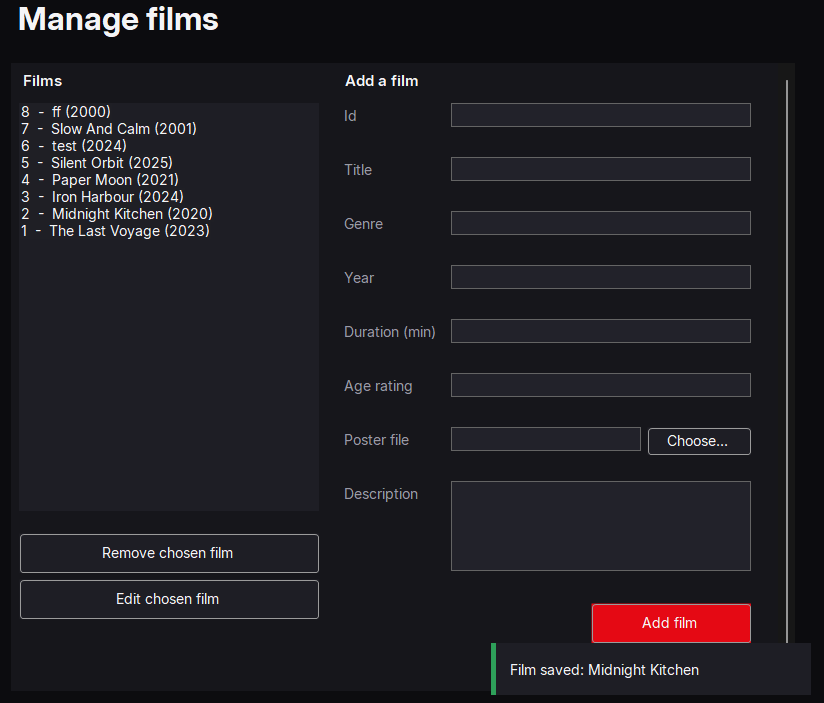 Manage films
Films
8 - ff (2000)
7 - Slow And Calm (2001)
6 - test (2024)
5 - Silent Orbit (2025)
4 - Paper Moon (2021)
3 - Iron Harbour (2024)
2 - Midnight Kitchen (2020)
1 - The Last Voyage (2023)
Remove chosen film
Edit chosen film
Add a film
Id
Title
Genre
Year
Duration (min)
Age rating
Poster file
Choose...
Description
Add film
Film saved: Midnight Kitchen